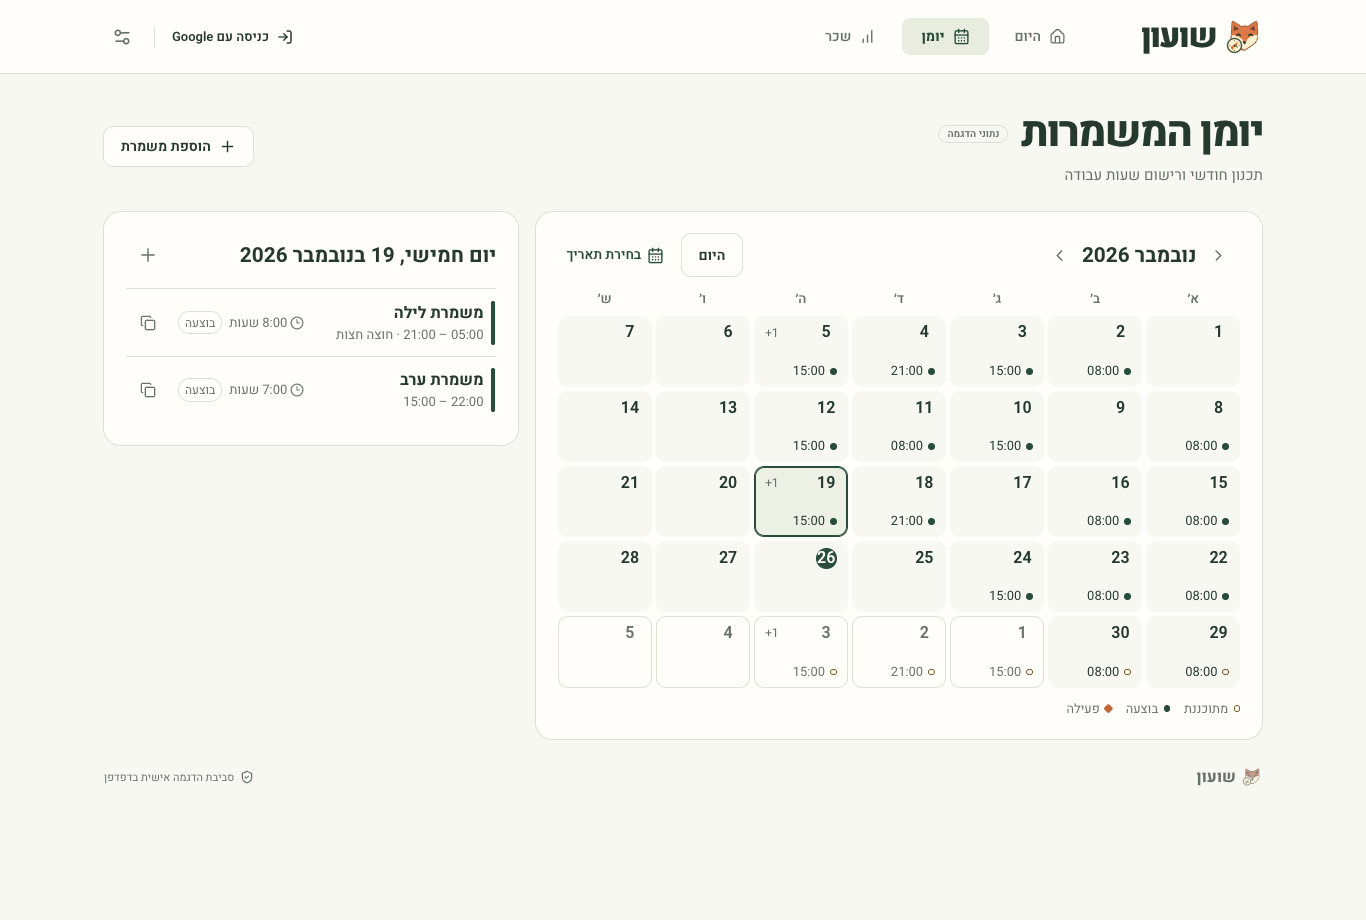 שועון
היום
יומן
שכר
כניסה עם Google
יומן המשמרות
נתוני הדגמה
תכנון חודשי ורישום שעות עבודה
הוספת משמרת
נובמבר 2026
היום
בחירת תאריך
א׳ ב׳ ג׳ ד׳ ה׳ ו׳ ש׳
1 2 3 4 5 +1 6 7
08:00 15:00 21:00 15:00
8 9 10 11 12 13 14
08:00 15:00 08:00 15:00
15 16 17 18 19 +1 20 21
08:00 08:00 21:00 15:00
22 23 24 25 26 27 28
08:00 08:00 15:00
29 30 1 2 3 +1 4 5
08:00 08:00 15:00 21:00 15:00
מתוכננת
בוצעה
פעילה
יום חמישי, 19 בנובמבר 2026
משמרת לילה
21:00 – 05:00 · חוצה חצות
8:00 שעות
בוצעה
משמרת ערב
15:00 – 22:00
7:00 שעות
בוצעה
שועון
סביבת הדגמה אישית בדפדפן